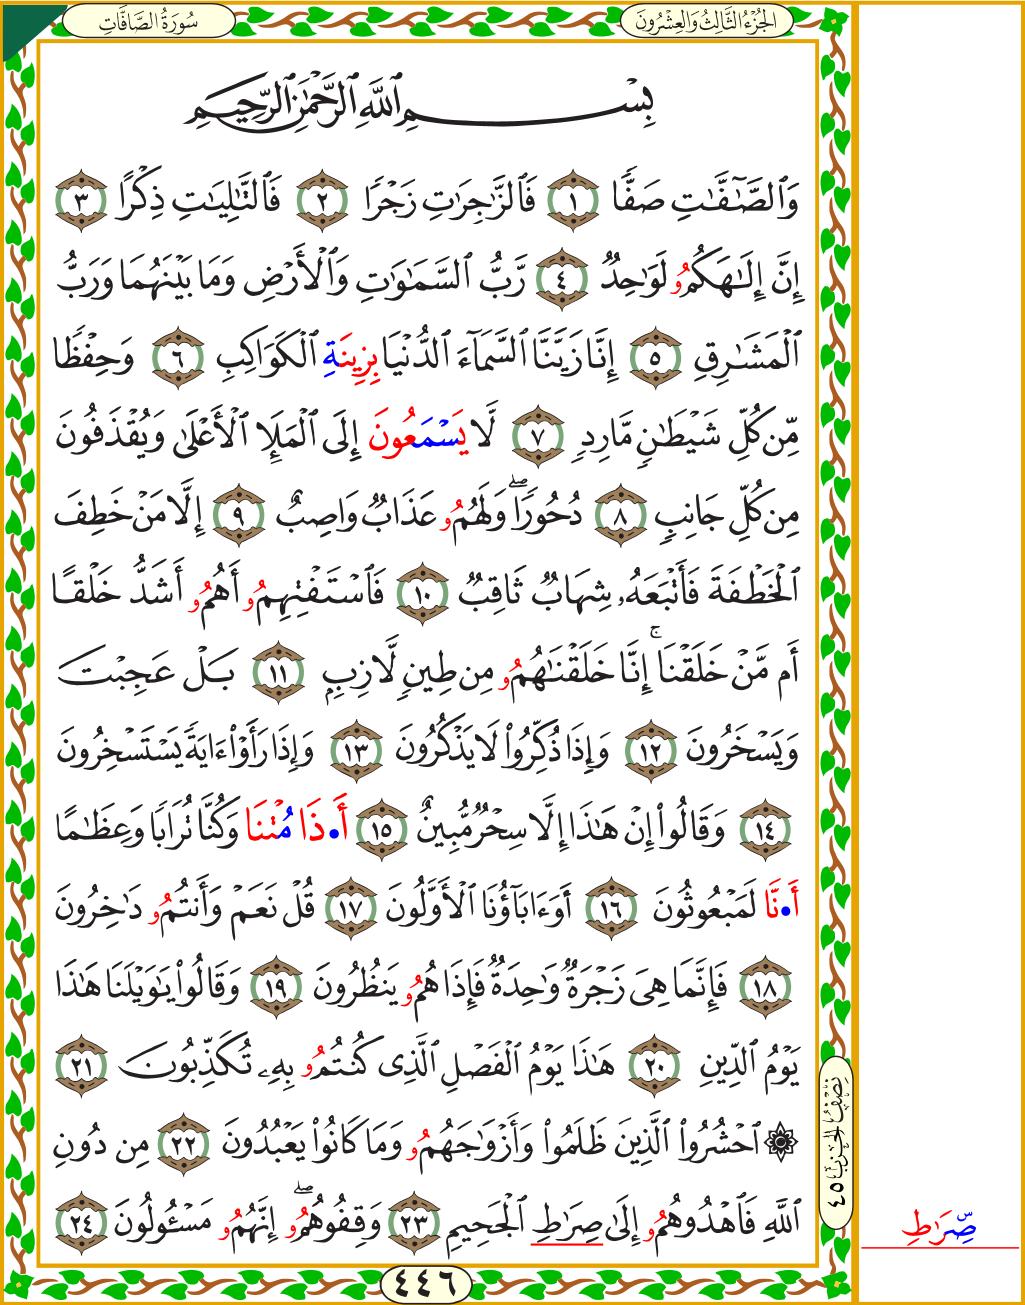 سُورَةُ الصَّافَّاتِ
الجُزْءُ الثَّالِثُ وَالعِشْرُونَ
بِسْمِ ٱللَّهِ ٱلرَّحْمَٰنِ ٱلرَّحِيمِ
وَٱلصَّٰٓفَّٰتِ صَفًّا ١ فَٱلزَّٰجِرَٰتِ زَجْرًا ٢ فَٱلتَّٰلِيَٰتِ ذِكْرًا ٣
إِنَّ إِلَٰهَكُمُو لَوَٰحِدٌ ٤ رَّبُّ ٱلسَّمَٰوَٰتِ وَٱلْأَرْضِ وَمَا بَيْنَهُمَا وَرَبُّ
ٱلْمَشَٰرِقِ ٥ إِنَّا زَيَّنَّا ٱلسَّمَآءَ ٱلدُّنْيَا بِزِينَةِ ٱلْكَوَاكِبِ ٦ وَحِفْظًا
مِّن كُلِّ شَيْطَٰنٍ مَّارِدٍ ٧ لَّا يَسْمَعُونَ إِلَى ٱلْمَلَإِ ٱلْأَعْلَىٰ وَيُقْذَفُونَ
مِن كُلِّ جَانِبٍ ٨ دُحُورًا ۖ وَلَهُمُو عَذَابٌ وَاصِبٌ ٩ إِلَّا مَنْ خَطِفَ
ٱلْخَطْفَةَ فَأَتْبَعَهُۥ شِهَابٌ ثَاقِبٌ ١٠ فَٱسْتَفْتِهِمُو أَهُمُو أَشَدُّ خَلْقًا
أَم مَّنْ خَلَقْنَا ۚ إِنَّا خَلَقْنَٰهُمُو مِن طِينٍ لَّازِبٍ ١١ بَلْ عَجِبْتَ
وَيَسْخَرُونَ ١٢ وَإِذَا ذُكِّرُوا۟ لَا يَذْكُرُونَ ١٣ وَإِذَا رَأَوْا۟ ءَايَةً يَسْتَسْخِرُونَ
١٤ وَقَالُوٓا۟ إِنْ هَٰذَا إِلَّا سِحْرٌ مُّبِينٌ ١٥ أَ•ذَا مُتْنَا وَكُنَّا تُرَابًا وَعِظَٰمًا
أَ•نَّا لَمَبْعُوثُونَ ١٦ أَوَءَابَآؤُنَا ٱلْأَوَّلُونَ ١٧ قُلْ نَعَمْ وَأَنتُمُو دَٰخِرُونَ
١٨ فَإِنَّمَا هِىَ زَجْرَةٌ وَٰحِدَةٌ فَإِذَا هُمُو يَنظُرُونَ ١٩ وَقَالُوا۟ يَٰوَيْلَنَا هَٰذَا
يَوْمُ ٱلدِّينِ ٢٠ هَٰذَا يَوْمُ ٱلْفَصْلِ ٱلَّذِى كُنتُمُو بِهِۦ تُكَذِّبُونَ ٢١
۞ ٱحْشُرُوا۟ ٱلَّذِينَ ظَلَمُوا۟ وَأَزْوَٰجَهُمُو وَمَا كَانُوا۟ يَعْبُدُونَ ٢٢ مِن دُونِ
ٱللَّهِ فَٱهْدُوهُمُو إِلَىٰ صِرَٰطِ ٱلْجَحِيمِ ٢٣ وَقِفُوهُمُو ۖ إِنَّهُمُو مَسْـُٔولُونَ ٢٤
نِصْفُ الحِزْبِ ٤٥
صِّرَٰطِ
٤٤٦